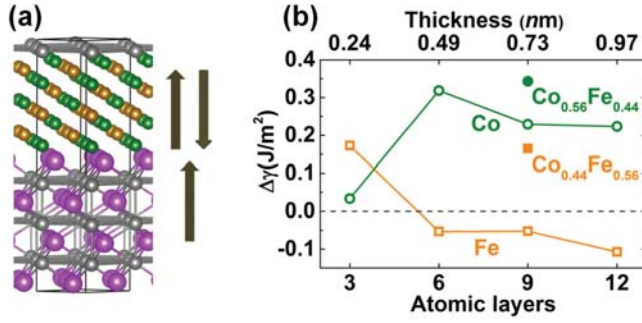 (a)
(b)
Thickness (nm)
0.24 0.49 0.73 0.97
0.4
0.3
0.2
0.1
0.0
-0.1
Δγ(J/m²)
Co₀.₅₆Fe₀.₄₄
Co
Co₀.₄₄Fe₀.₅₆
Fe
3 6 9 12
Atomic layers